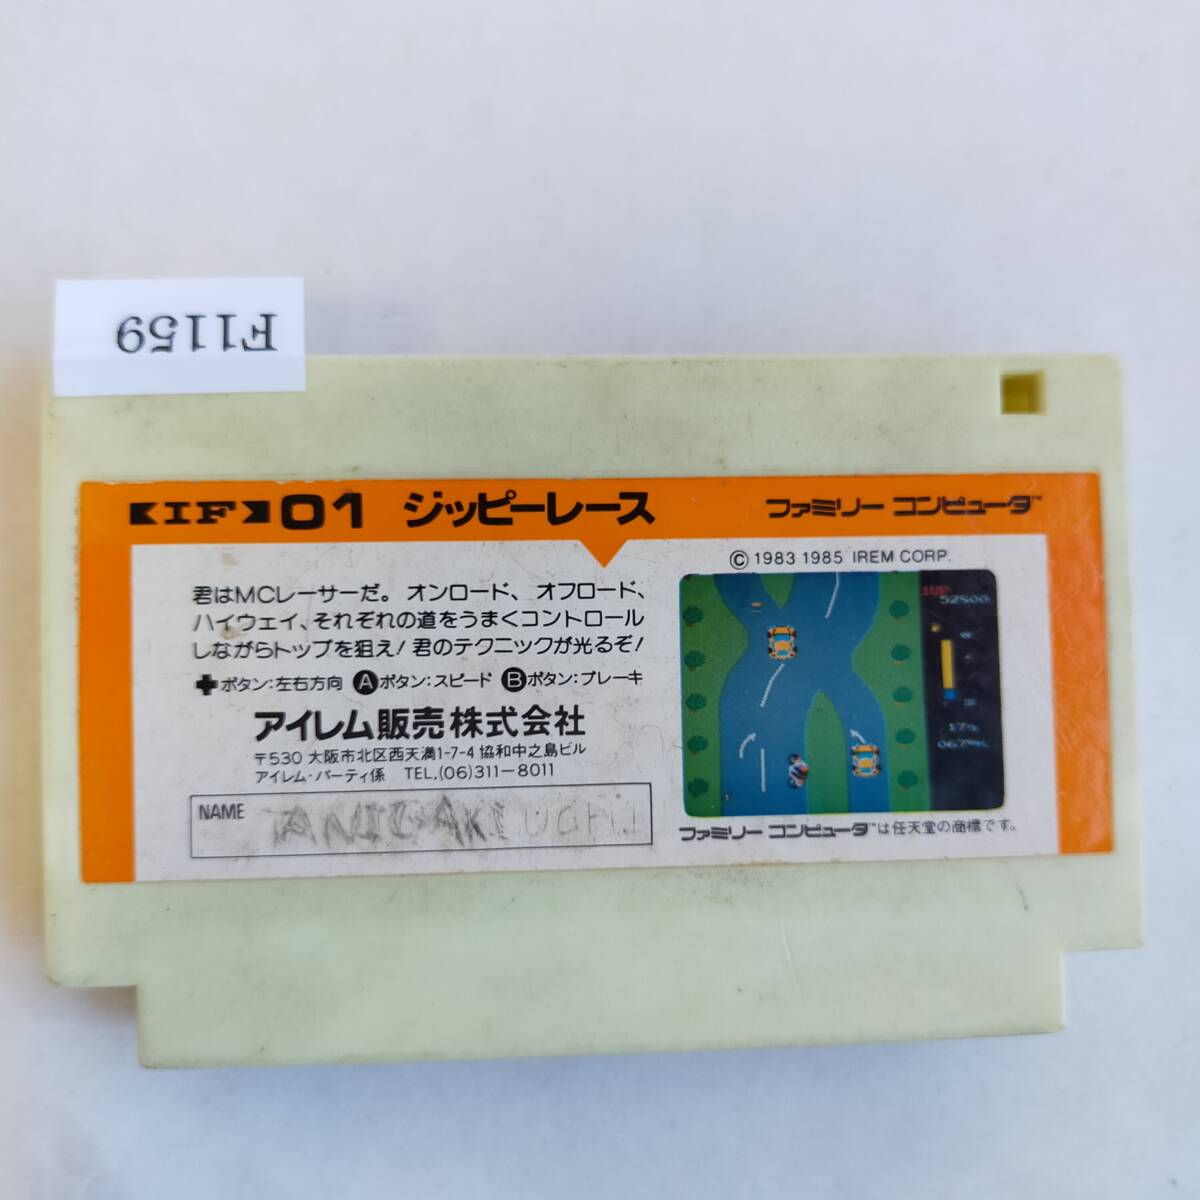 F1159
IF 01 ジッピーレース ファミリー コンピュータ™
© 1983 1985 IREM CORP.
君はMCレーサーだ。オンロード、オフロード、
ハイウェイ、それぞれの道をうまくコントロール
しながらトップを狙え!君のテクニックが光るぞ!
✚ボタン:左右方向 Ⓐボタン:スピード Ⓑボタン:ブレーキ
アイレム販売株式会社
〒530 大阪市北区西天満1-7-4 協和中之島ビル
アイレム・パーティ係 TEL.(06)311-8011
NAME TANIGAKI
1UP
52800
ファミリー コンピュータ™は任天堂の商標です。